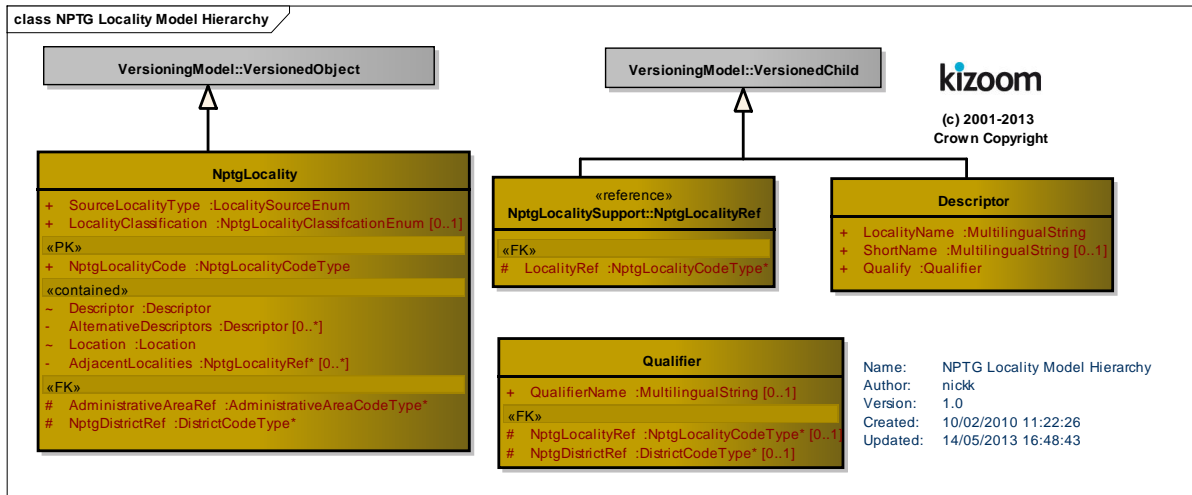 class NPTG Locality Model Hierarchy
VersioningModel::VersionedObject
VersioningModel::VersionedChild
kizoom
(c) 2001-2013
Crown Copyright
NptgLocality
+ SourceLocalityType :LocalitySourceEnum
+ LocalityClassification :NptgLocalityClassifcationEnum [0..1]
«PK»
+ NptgLocalityCode :NptgLocalityCodeType
«contained»
~ Descriptor :Descriptor
- AlternativeDescriptors :Descriptor [0..*]
~ Location :Location
- AdjacentLocalities :NptgLocalityRef* [0..*]
«FK»
# AdministrativeAreaRef :AdministrativeAreaCodeType*
# NptgDistrictRef :DistrictCodeType*
«reference»
NptgLocalitySupport::NptgLocalityRef
«FK»
# LocalityRef :NptgLocalityCodeType*
Descriptor
+ LocalityName :MultilingualString
+ ShortName :MultilingualString [0..1]
+ Qualify :Qualifier
Qualifier
+ QualifierName :MultilingualString [0..1]
«FK»
# NptgLocalityRef :NptgLocalityCodeType* [0..1]
# NptgDistrictRef :DistrictCodeType* [0..1]
Name: NPTG Locality Model Hierarchy
Author: nickk
Version: 1.0
Created: 10/02/2010 11:22:26
Updated: 14/05/2013 16:48:43